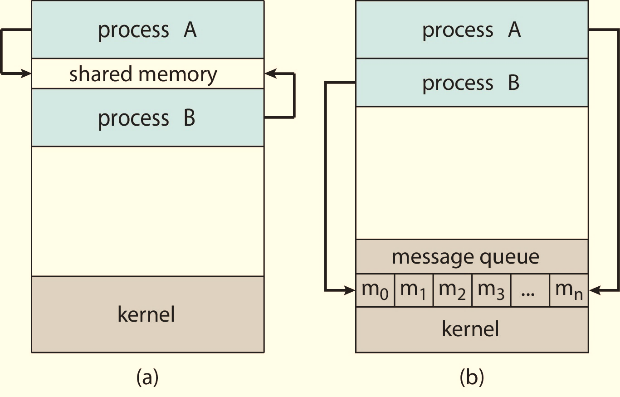 process A
shared memory
process B
kernel
(a)
process A
process B
message queue
m₀ m₁ m₂ m₃ ... mₙ
kernel
(b)